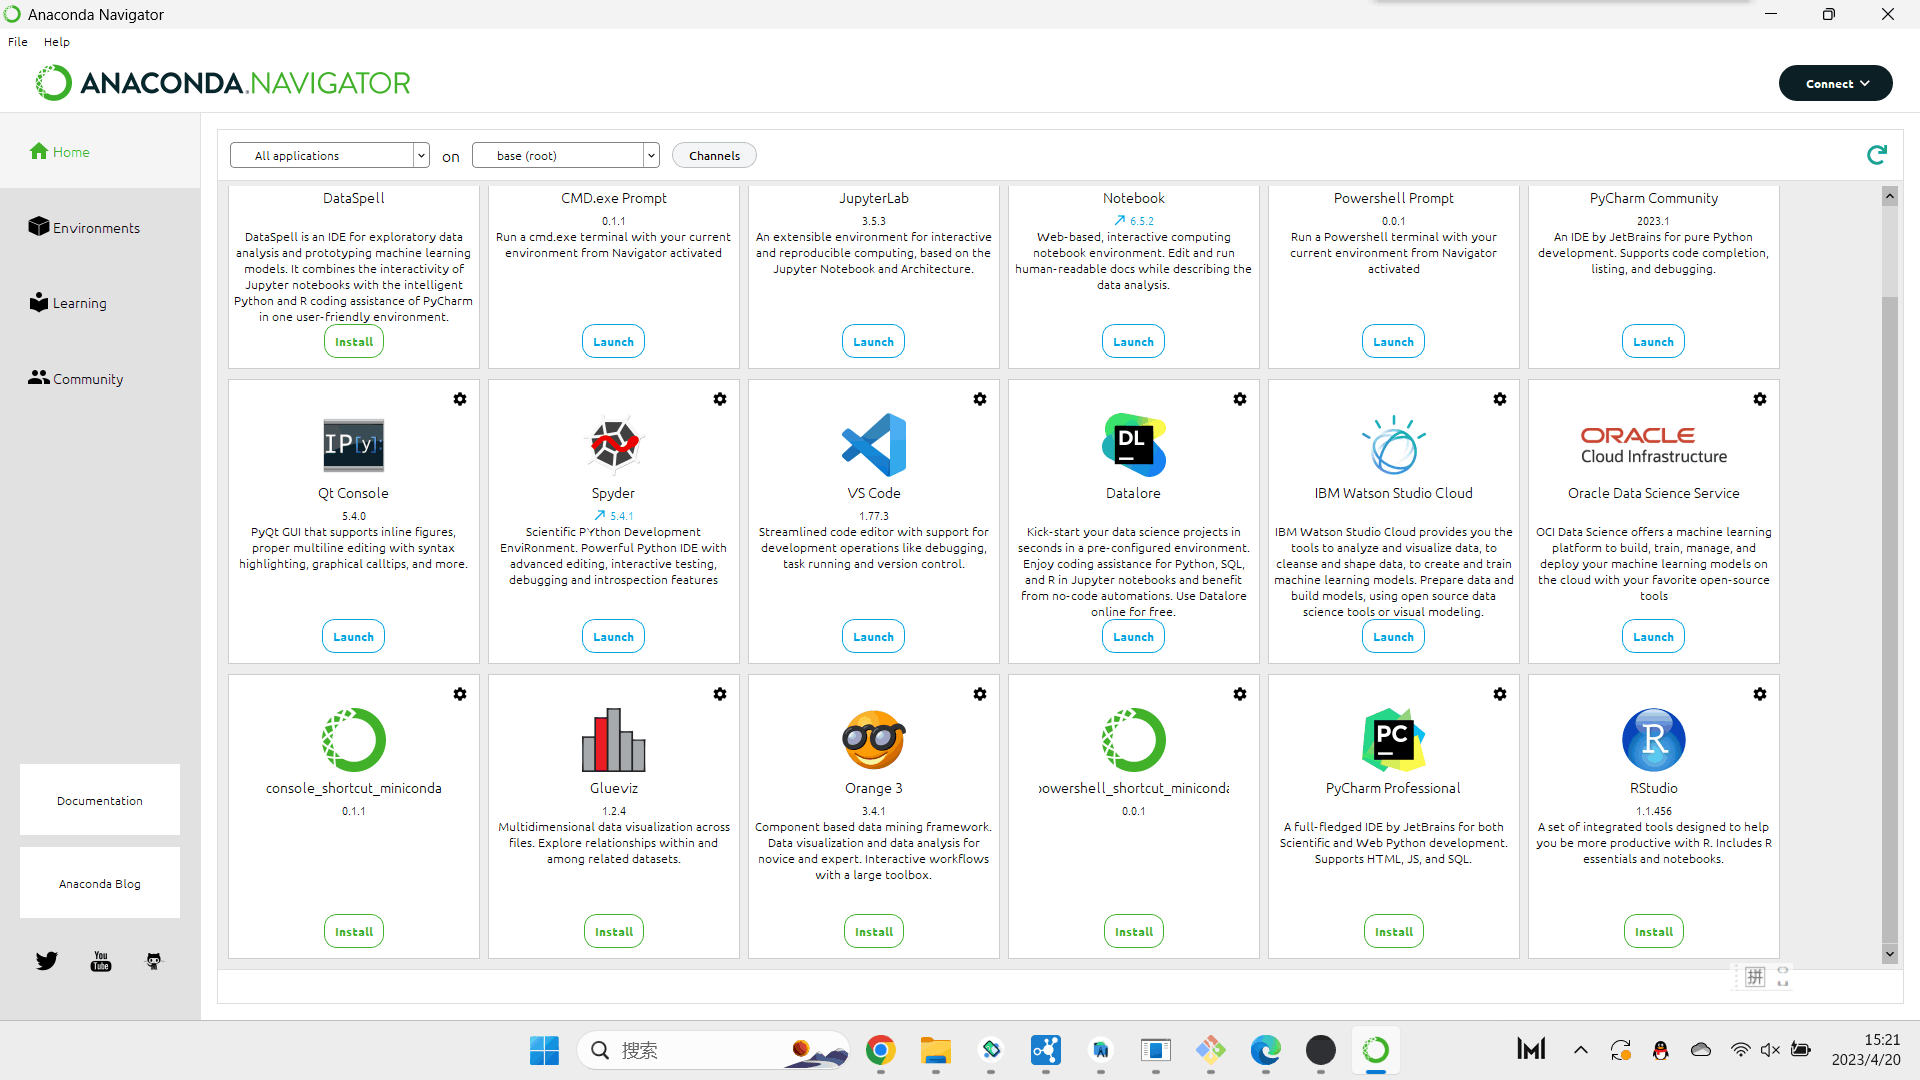 Anaconda Navigator
File Help
ANACONDA.NAVIGATOR
Connect
Home
Environments
Learning
Community
Documentation
Anaconda Blog
You
Tube
All applications on base (root) Channels
DataSpell
DataSpell is an IDE for exploratory data
analysis and prototyping machine learning
models. It combines the interactivity of
Jupyter notebooks with the intelligent
Python and R coding assistance of PyCharm
in one user-friendly environment.
Install
CMD.exe Prompt
0.1.1
Run a cmd.exe terminal with your current
environment from Navigator activated
Launch
JupyterLab
3.5.3
An extensible environment for interactive
and reproducible computing, based on the
Jupyter Notebook and Architecture.
Launch
Notebook
6.5.2
Web-based, interactive computing
notebook environment. Edit and run
human-readable docs while describing the
data analysis.
Launch
Powershell Prompt
0.0.1
Run a Powershell terminal with your
current environment from Navigator
activated
Launch
PyCharm Community
2023.1
An IDE by JetBrains for pure Python
development. Supports code completion,
listing, and debugging.
Launch
IP[y]:
Qt Console
5.4.0
PyQt GUI that supports inline figures,
proper multiline editing with syntax
highlighting, graphical calltips, and more.
Launch
Spyder
5.4.1
Scientific PYthon Development
EnviRonment. Powerful Python IDE with
advanced editing, interactive testing,
debugging and introspection features
Launch
VS Code
1.77.3
Streamlined code editor with support for
development operations like debugging,
task running and version control.
Launch
DL
Datalore
Kick-start your data science projects in
seconds in a pre-configured environment.
Enjoy coding assistance for Python, SQL,
and R in Jupyter notebooks and benefit
from no-code automations. Use Datalore
online for free.
Launch
IBM Watson Studio Cloud
IBM Watson Studio Cloud provides you the
tools to analyze and visualize data, to
cleanse and shape data, to create and train
machine learning models. Prepare data and
build models, using open source data
science tools or visual modeling.
Launch
ORACLE
Cloud Infrastructure
Oracle Data Science Service
OCI Data Science offers a machine learning
platform to build, train, manage, and
deploy your machine learning models on
the cloud with your favorite open-source
tools
Launch
console_shortcut_miniconda
0.1.1
Install
Glueviz
1.2.4
Multidimensional data visualization across
files. Explore relationships within and
among related datasets.
Install
Orange 3
3.4.1
Component based data mining framework.
Data visualization and data analysis for
novice and expert. Interactive workflows
with a large toolbox.
Install
powershell_shortcut_miniconda
0.0.1
Install
PC
PyCharm Professional
A full-fledged IDE by JetBrains for both
Scientific and Web Python development.
Supports HTML, JS, and SQL.
Install
R
RStudio
1.1.456
A set of integrated tools designed to help
you be more productive with R. Includes R
essentials and notebooks.
Install
拼
搜索
15:21
2023/4/20